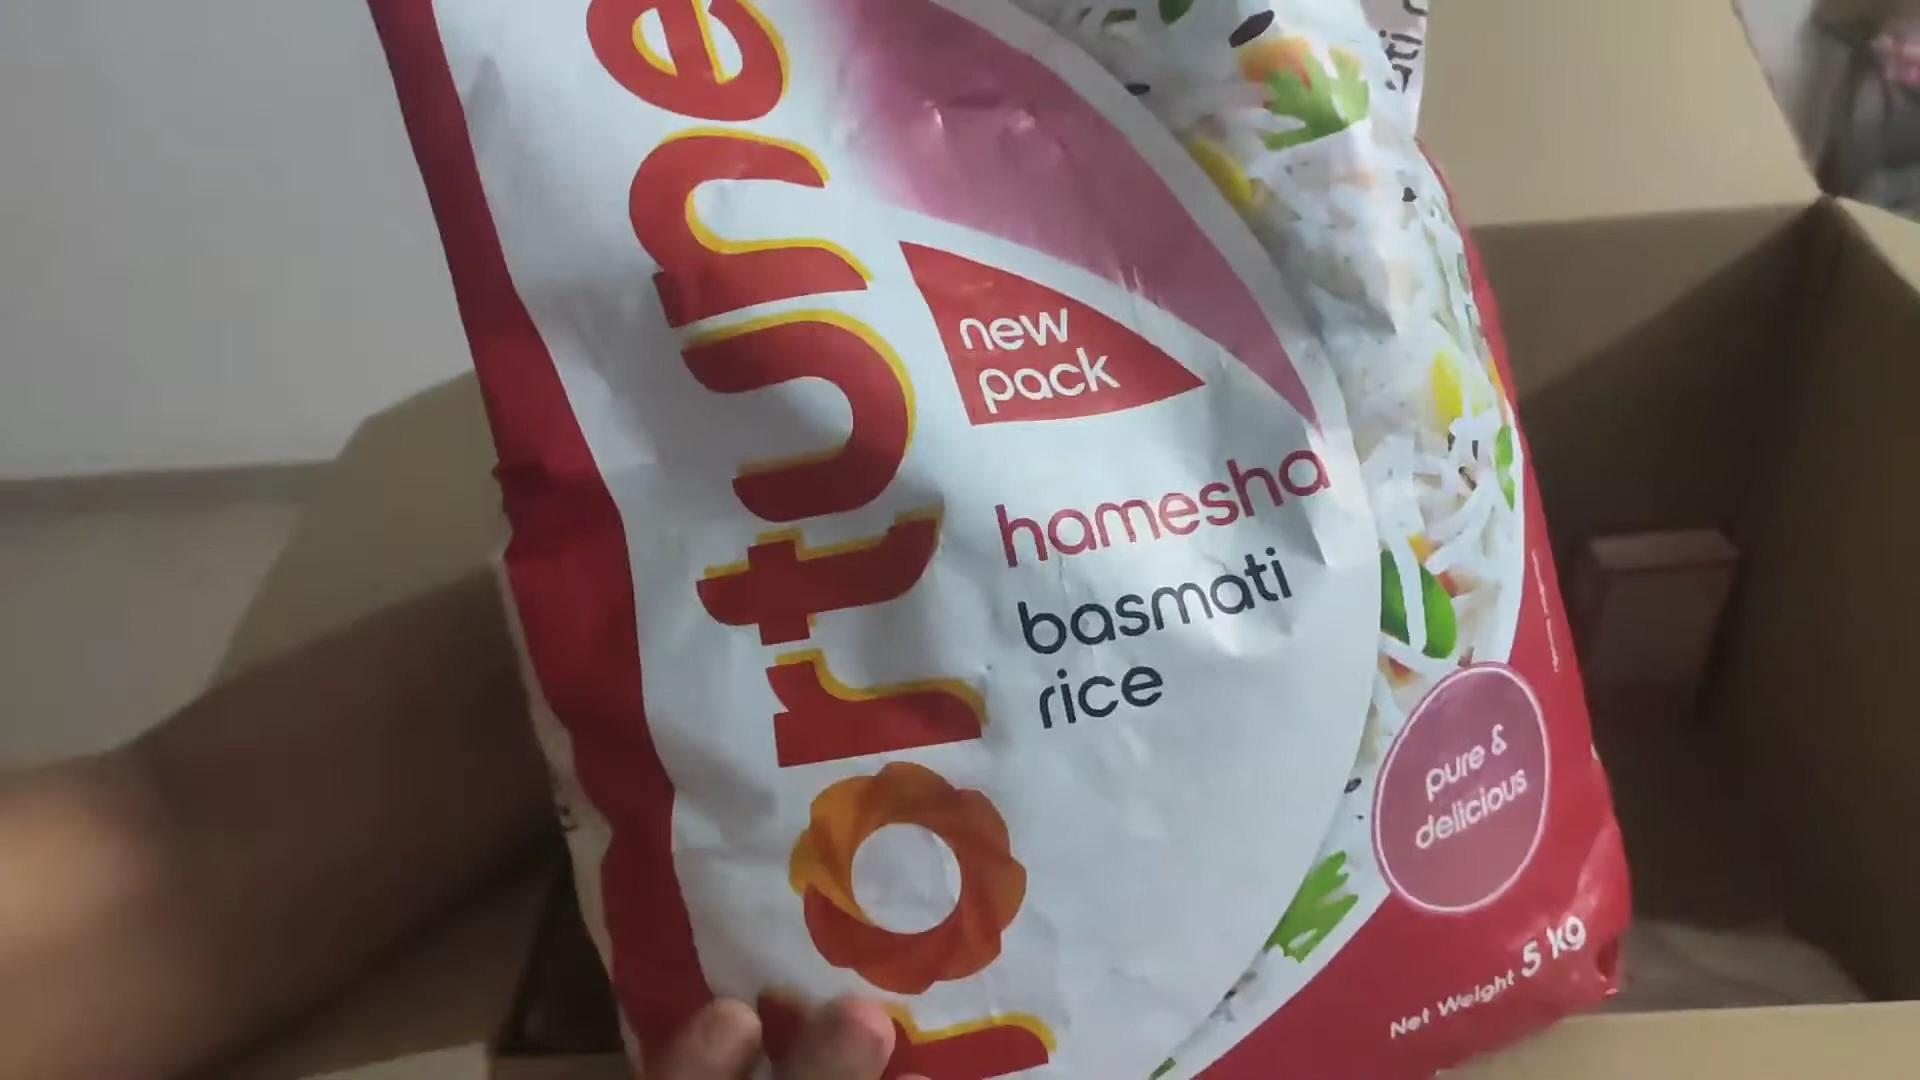 fortune
new
pack
hamesha
basmati
rice
pure &
delicious
Net Weight 5 kg